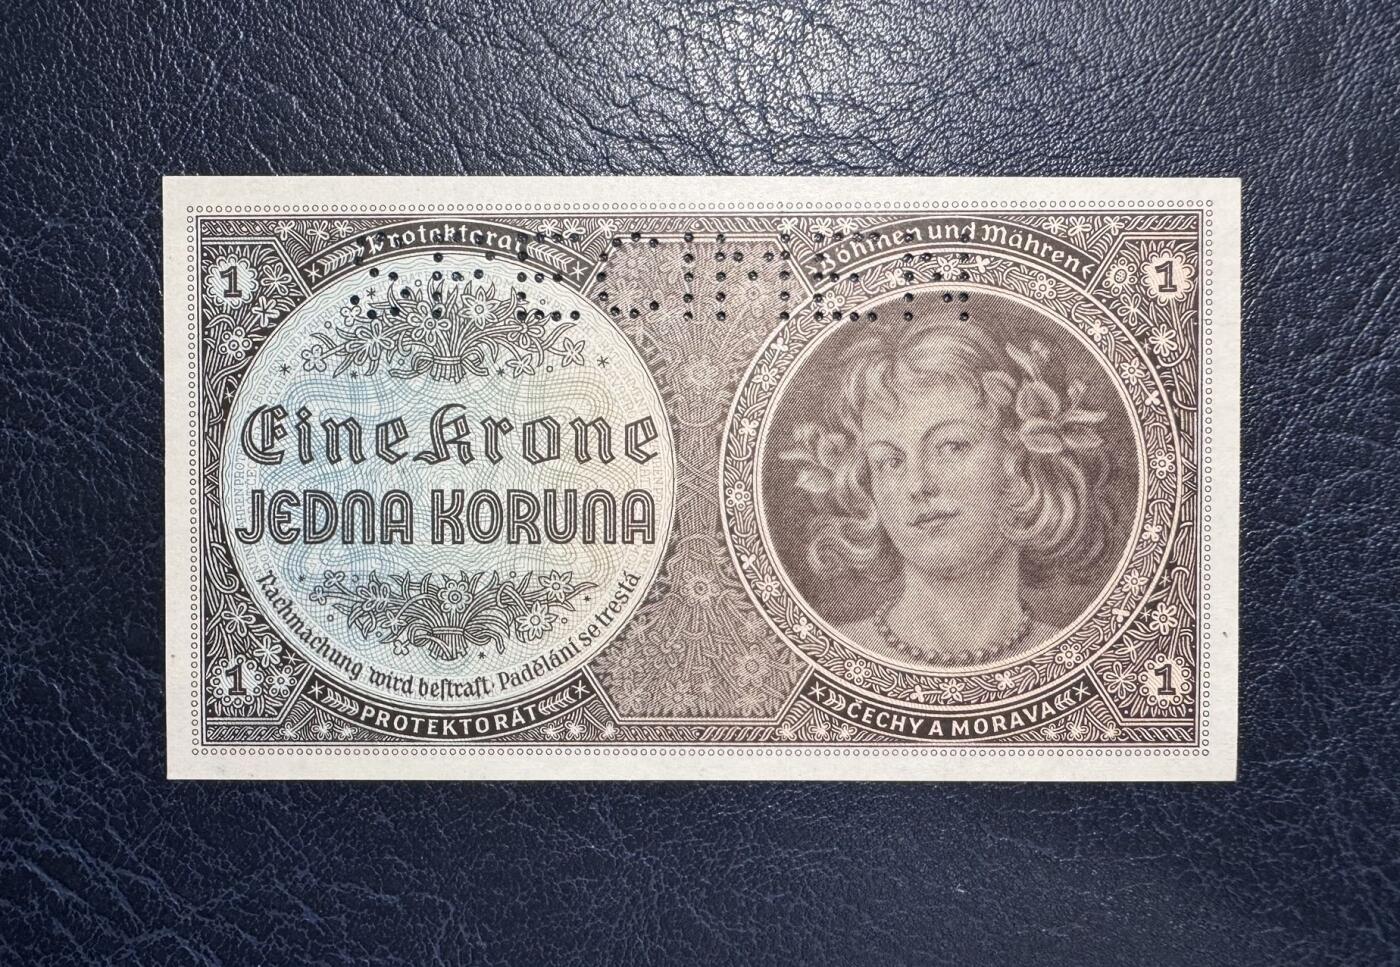 Protektorat
Böhmen und Mähren
SPECIMEN
1
1
Eine Krone
JEDNA KORUNA
Nachmachung wird bestraft, Padělání se trestá
1
1
PROTEKTORÁT
ČECHY A MORAVA